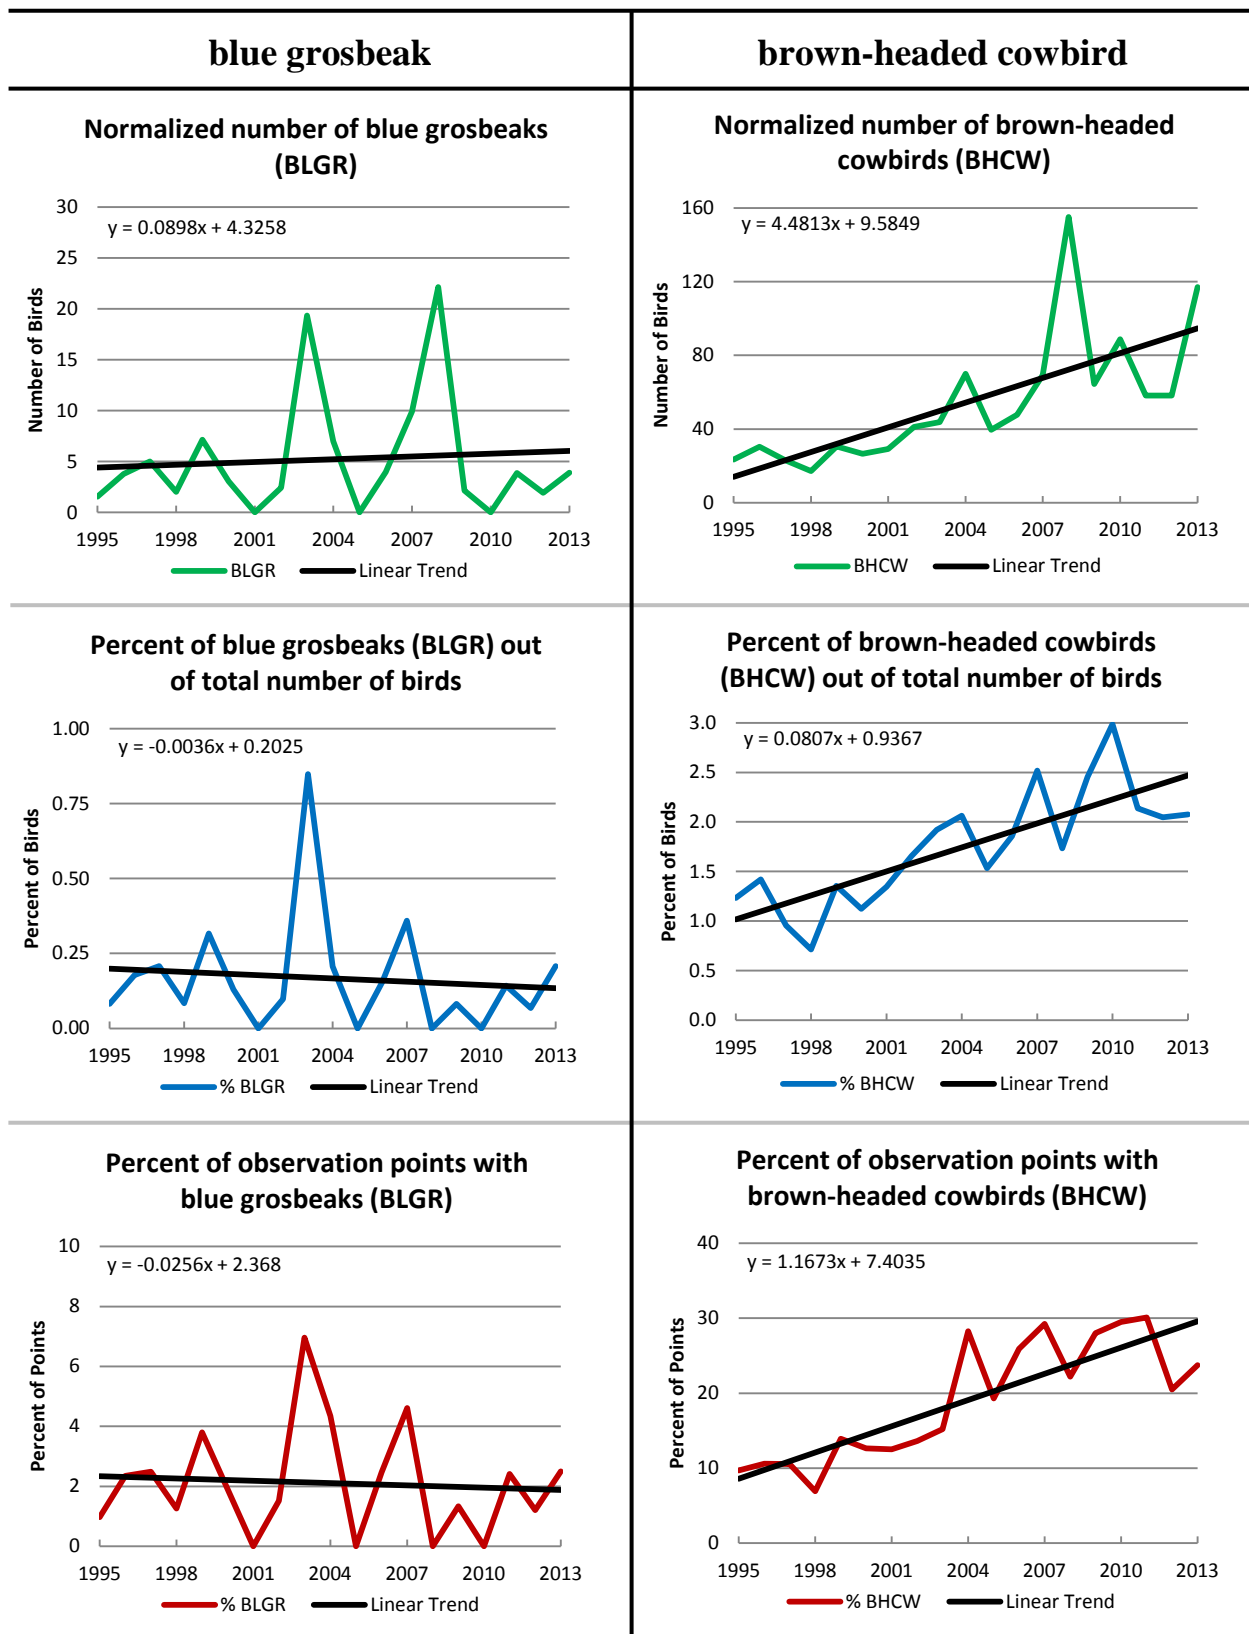 blue grosbeak
brown-headed cowbird
Normalized number of blue grosbeaks
(BLGR)
30
25
20
15
10
5
0
Number of Birds
y = 0.0898x + 4.3258
1995 1998 2001 2004 2007 2010 2013
BLGR Linear Trend
Normalized number of brown-headed
cowbirds (BHCW)
160
120
80
40
0
Number of Birds
y = 4.4813x + 9.5849
1995 1998 2001 2004 2007 2010 2013
BHCW Linear Trend
Percent of blue grosbeaks (BLGR) out
of total number of birds
1.00
0.75
0.50
0.25
0.00
Percent of Birds
y = -0.0036x + 0.2025
1995 1998 2001 2004 2007 2010 2013
% BLGR Linear Trend
Percent of brown-headed cowbirds
(BHCW) out of total number of birds
3.0
2.5
2.0
1.5
1.0
0.5
0.0
Percent of Birds
y = 0.0807x + 0.9367
1995 1998 2001 2004 2007 2010 2013
% BHCW Linear Trend
Percent of observation points with
blue grosbeaks (BLGR)
10
8
6
4
2
0
Percent of Points
y = -0.0256x + 2.368
1995 1998 2001 2004 2007 2010 2013
% BLGR Linear Trend
Percent of observation points with
brown-headed cowbirds (BHCW)
40
30
20
10
0
Percent of Points
y = 1.1673x + 7.4035
1995 1998 2001 2004 2007 2010 2013
% BHCW Linear Trend